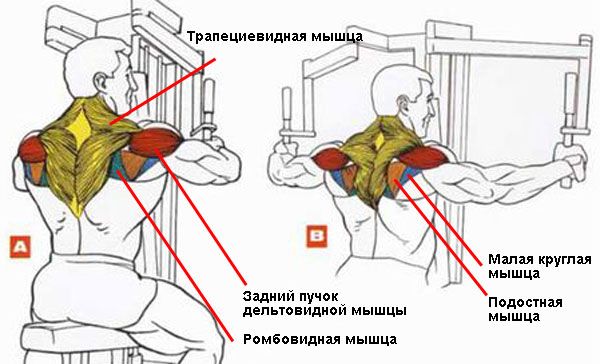 Трапециевидная мышца
A
B
Малая круглая
мышца
Задний пучок
дельтовидной мышцы
Подостная
мышца
Ромбовидная мышца